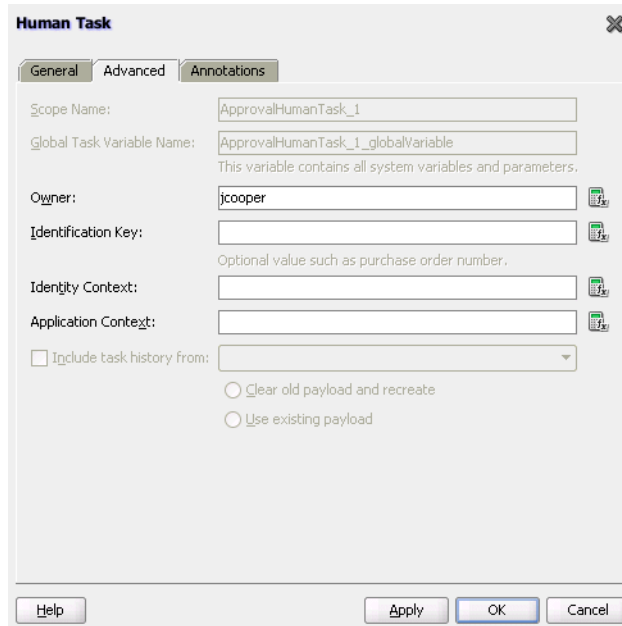 Human Task
General Advanced Annotations
Scope Name: ApprovalHumanTask_1
Global Task Variable Name: ApprovalHumanTask_1_globalVariable
This variable contains all system variables and parameters.
Owner: jcooper
Identification Key:
Optional value such as purchase order number.
Identity Context:
Application Context:
Include task history from:
Clear old payload and recreate
Use existing payload
Help Apply OK Cancel